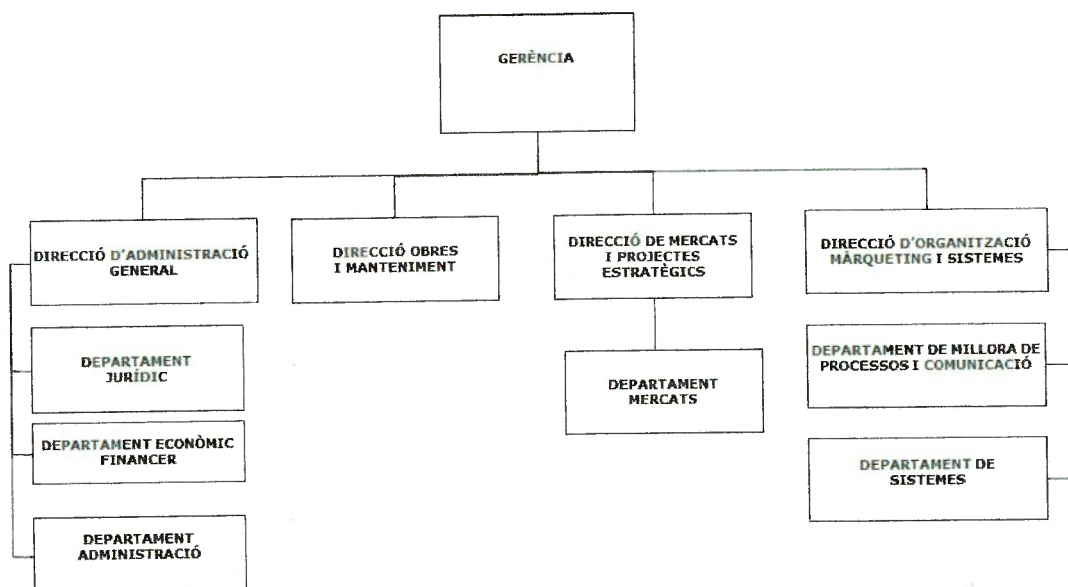 GERÈNCIA
DIRECCIÓ D'ADMINISTRACIÓ
GENERAL
DIRECCIÓ OBRES
I MANTENIMENT
DIRECCIÓ DE MERCATS
I PROJECTES
ESTRATÈGICS
DIRECCIÓ D'ORGANITZACIÓ
MÀRQUETING I SISTEMES
DEPARTAMENT
JURÍDIC
DEPARTAMENT ECONÒMIC
FINANCER
DEPARTAMENT
ADMINISTRACIÓ
DEPARTAMENT
MERCATS
DEPARTAMENT DE MILLORA DE
PROCESSOS I COMUNICACIÓ
DEPARTAMENT DE
SISTEMES